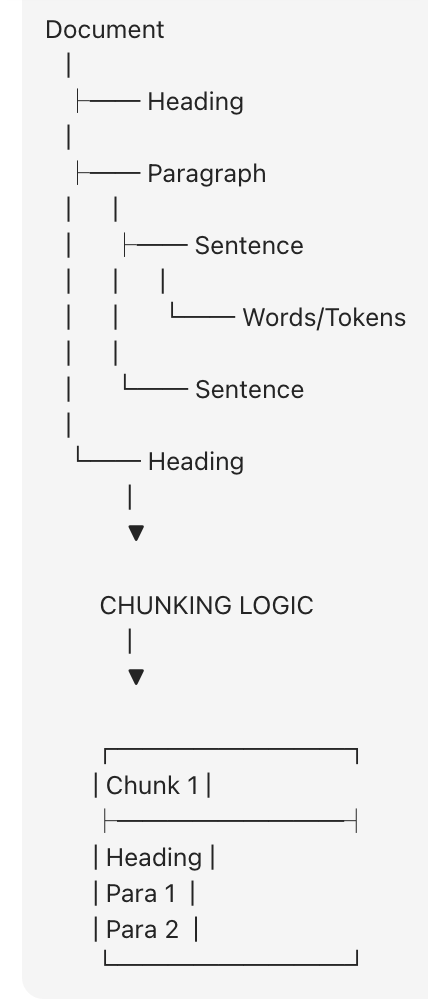 Document
Heading
Paragraph
Sentence
Words/Tokens
Sentence
Heading
CHUNKING LOGIC
Chunk 1
Heading
Para 1
Para 2